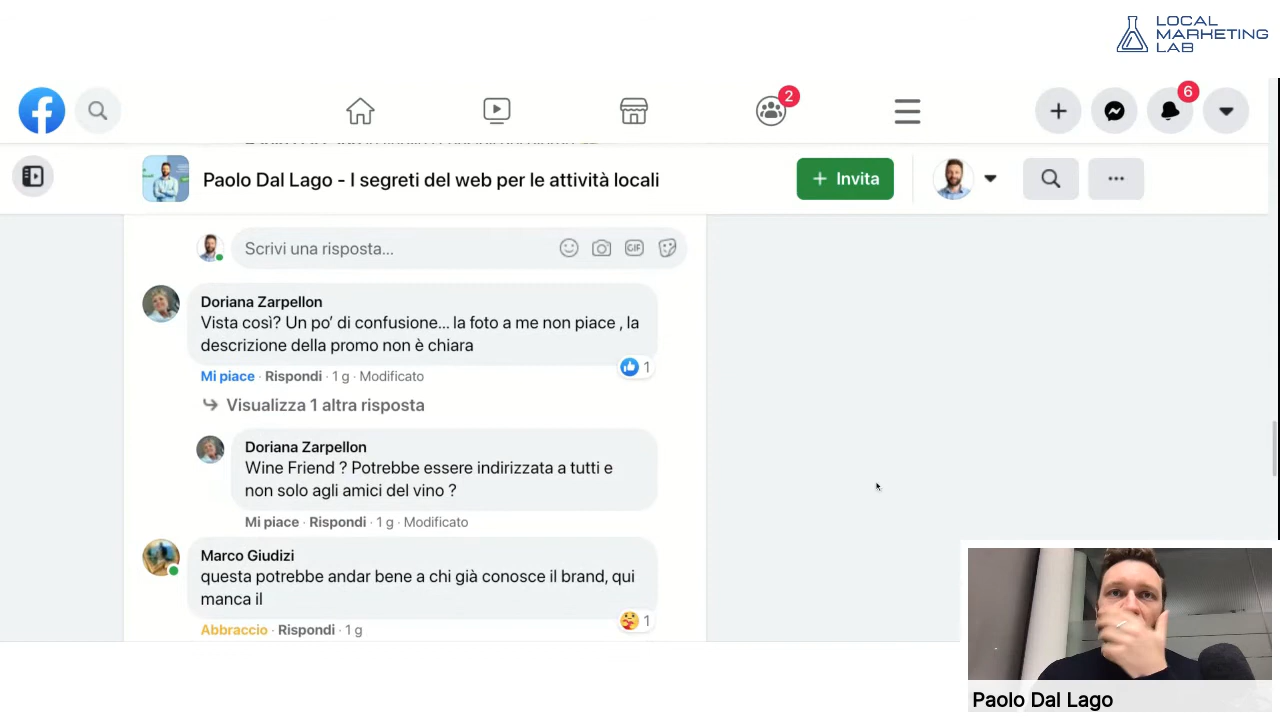 LOCAL
MARKETING
LAB
2
6
Paolo Dal Lago - I segreti del web per le attività locali
+ Invita
Scrivi una risposta...
GIF
Doriana Zarpellon
Vista così? Un po’ di confusione... la foto a me non piace , la
descrizione della promo non è chiara
1
Mi piace · Rispondi · 1 g · Modificato
Visualizza 1 altra risposta
Doriana Zarpellon
Wine Friend ? Potrebbe essere indirizzata a tutti e
non solo agli amici del vino ?
Mi piace · Rispondi · 1 g · Modificato
Marco Giudizi
questa potrebbe andar bene a chi già conosce il brand, qui
manca il
1
Abbraccio · Rispondi · 1 g
Paolo Dal Lago